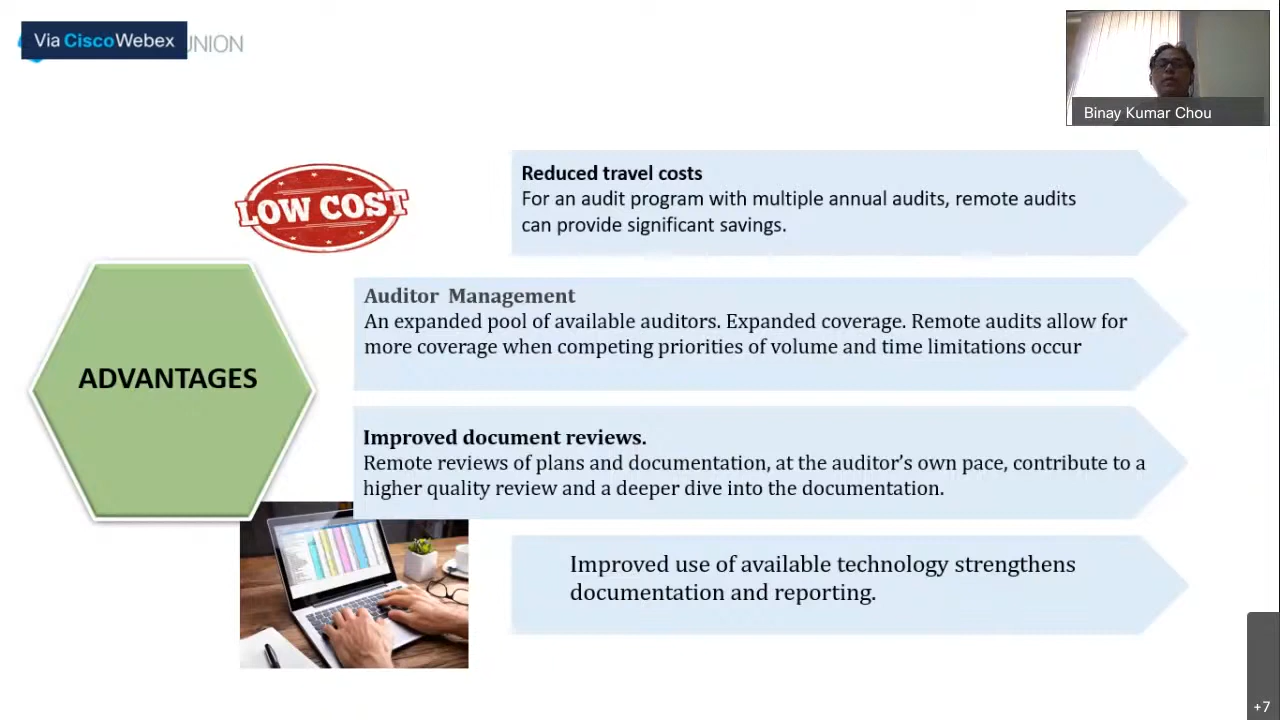 Via CiscoWebex
UNION
Binay Kumar Chou
LOW COST
Reduced travel costs
For an audit program with multiple annual audits, remote audits
can provide significant savings.
Auditor Management
An expanded pool of available auditors. Expanded coverage. Remote audits allow for
more coverage when competing priorities of volume and time limitations occur
ADVANTAGES
Improved document reviews.
Remote reviews of plans and documentation, at the auditor’s own pace, contribute to a
higher quality review and a deeper dive into the documentation.
Improved use of available technology strengthens
documentation and reporting.
+7